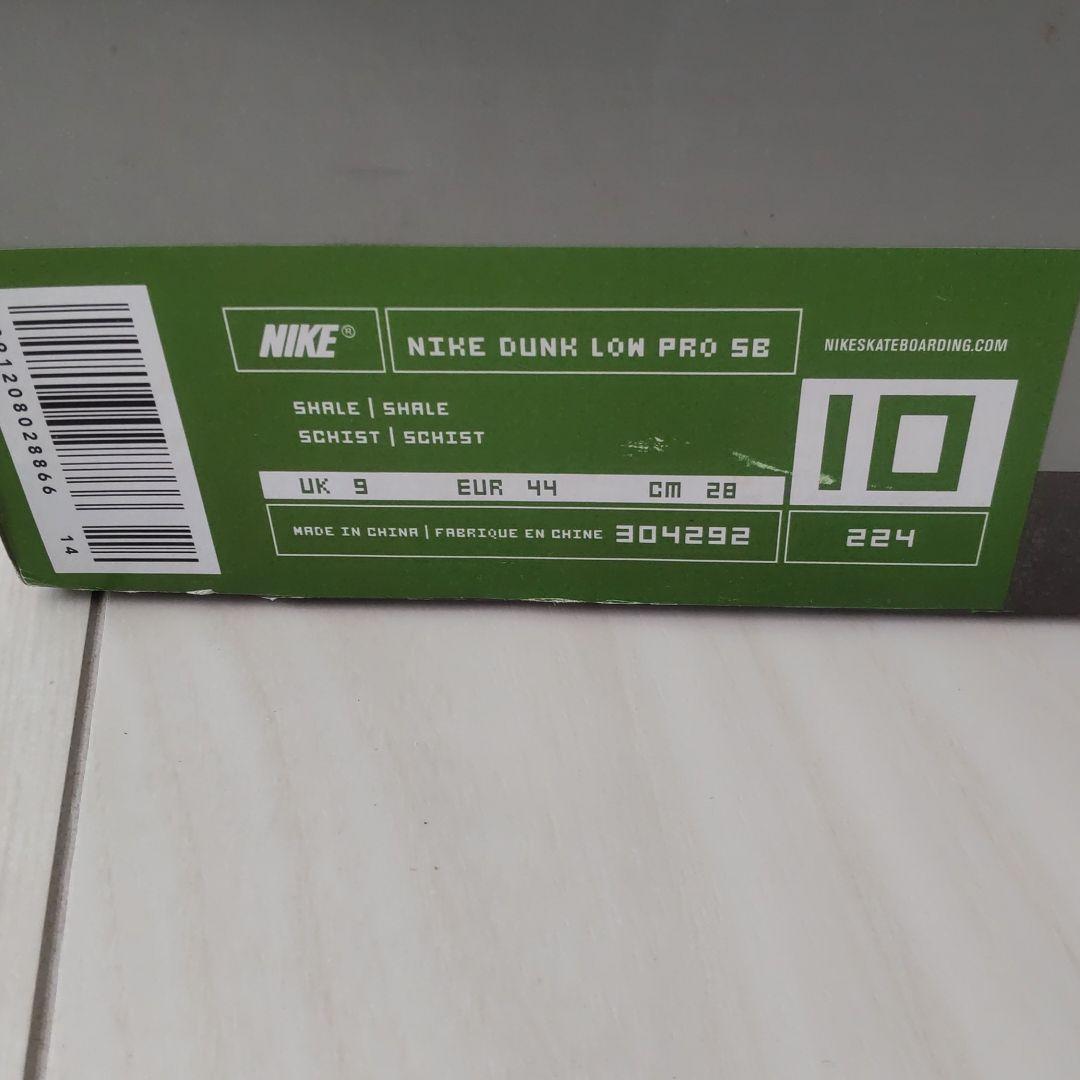 NIKE®
NIKE DUNK LOW PRO SB
NIKESKATEBOARDING.COM
SHALE | SHALE
SCHIST | SCHIST
10
UK 9 EUR 44 CM 28
MADE IN CHINA | FABRIQUE EN CHINE 304292
224
91208028866
14